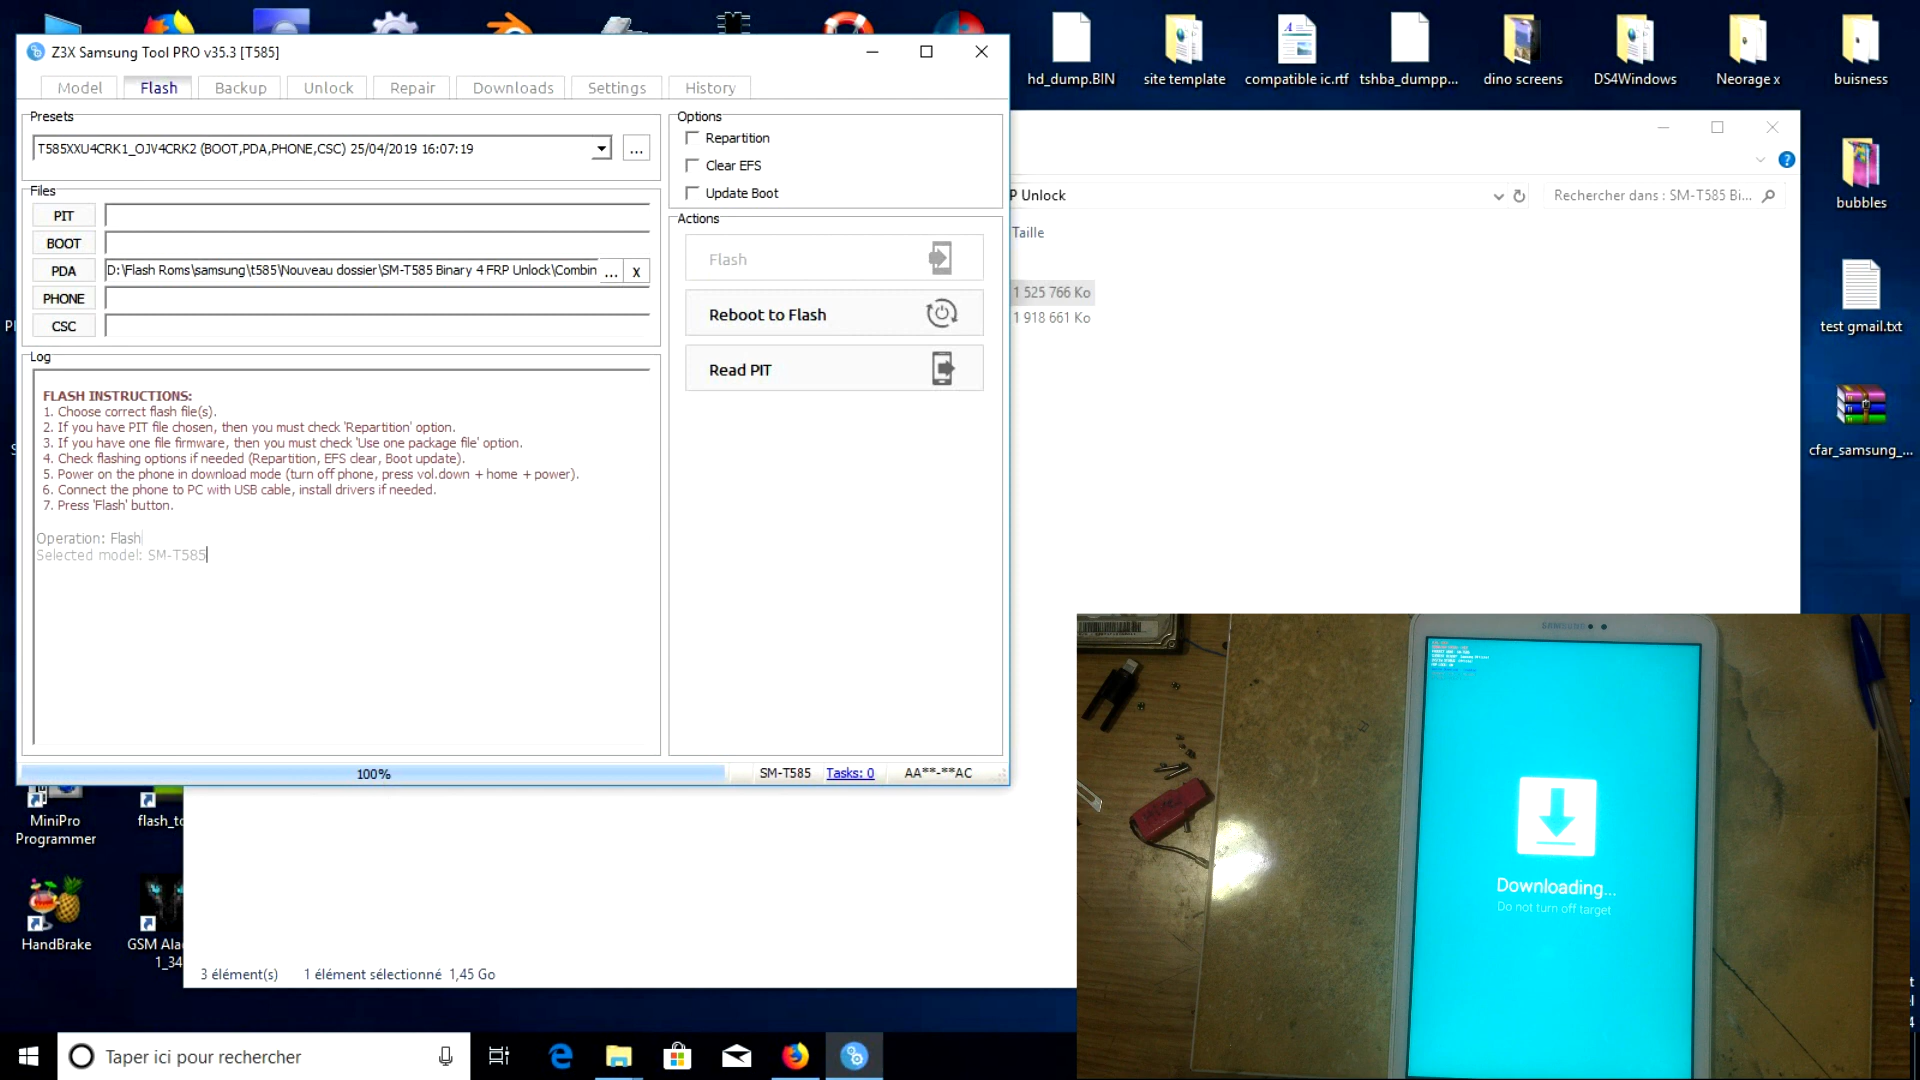 Z3X Samsung Tool PRO v35.3 [T585]
Model
Flash
Backup
Unlock
Repair
Downloads
Settings
History
Presets
T585XXU4CRK1_OJV4CRK2 (BOOT,PDA,PHONE,CSC) 25/04/2019 16:07:19
...
Files
PIT
BOOT
PDA
D:\Flash Roms\samsung\t585\Nouveau dossier\SM-T585 Binary 4 FRP Unlock\Combin
...
x
PHONE
CSC
Log
FLASH INSTRUCTIONS:
1. Choose correct flash file(s).
2. If you have PIT file chosen, then you must check 'Repartition' option.
3. If you have one file firmware, then you must check 'Use one package file' option.
4. Check flashing options if needed (Repartition, EFS clear, Boot update).
5. Power on the phone in download mode (turn off phone, press vol.down + home + power).
6. Connect the phone to PC with USB cable, install drivers if needed.
7. Press 'Flash' button.
Operation: Flash
Selected model: SM-T585
Options
Repartition
Clear EFS
Update Boot
Actions
Flash
Reboot to Flash
Read PIT
100%
SM-T585
Tasks: 0
AA**-**AC
hd_dump.BIN
site template
compatible ic.rtf
tshba_dumpp...
dino screens
DS4Windows
Neorage x
buisness
bubbles
test gmail.txt
cfar_samsung_...
P Unlock
Rechercher dans : SM-T585 Bi...
Taille
1 525 766 Ko
1 918 661 Ko
MiniPro
Programmer
flash_to
HandBrake
GSM Ala
1_34
3 élément(s)
1 élément sélectionné 1,45 Go
SAMSUNG
Downloading...
Do not turn off target
Taper ici pour rechercher